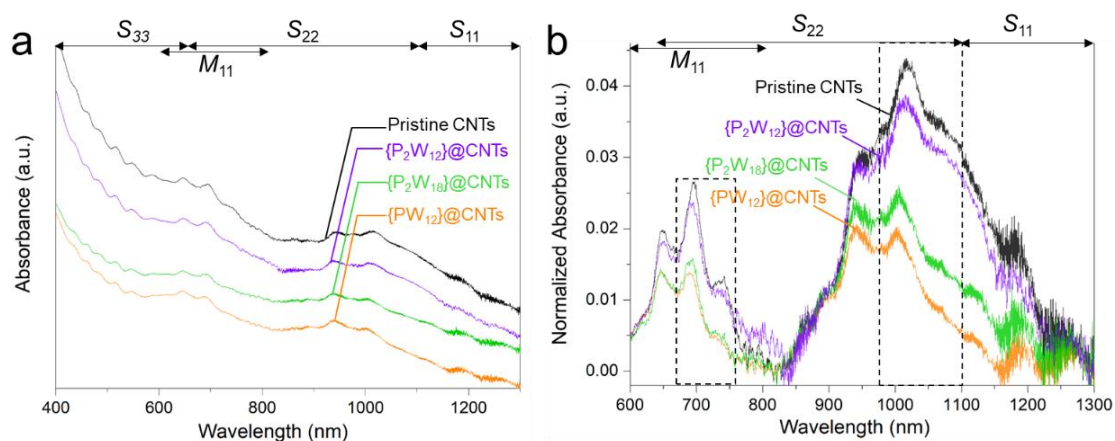 a
S₃₃
S₂₂
S₁₁
M₁₁
Pristine CNTs
{P₂W₁₂}@CNTs
{P₂W₁₈}@CNTs
{PW₁₂}@CNTs
Absorbance (a.u.)
400 600 800 1000 1200
Wavelength (nm)
b
S₂₂
S₁₁
M₁₁
Pristine CNTs
{P₂W₁₂}@CNTs
{P₂W₁₈}@CNTs
{PW₁₂}@CNTs
Normalized Absorbance (a.u.)
0.04
0.03
0.02
0.01
0.00
600 700 800 900 1000 1100 1200 1300
Wavelength (nm)